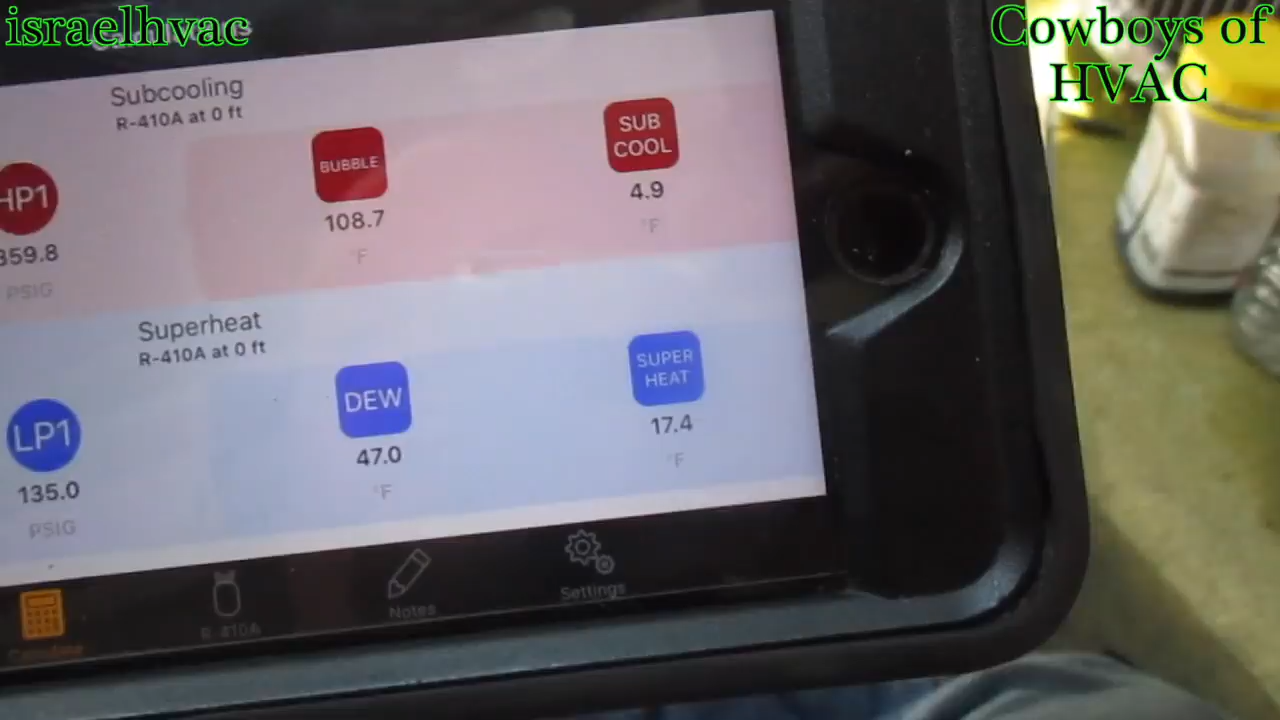 israelhvac
Cowboys of
HVAC
Subcooling
R-410A at 0 ft
HP1
359.8
PSIG
BUBBLE
108.7
°F
SUB
COOL
4.9
°F
Superheat
R-410A at 0 ft
LP1
135.0
PSIG
DEW
47.0
°F
SUPER
HEAT
17.4
°F
R-410A
Notes
Settings